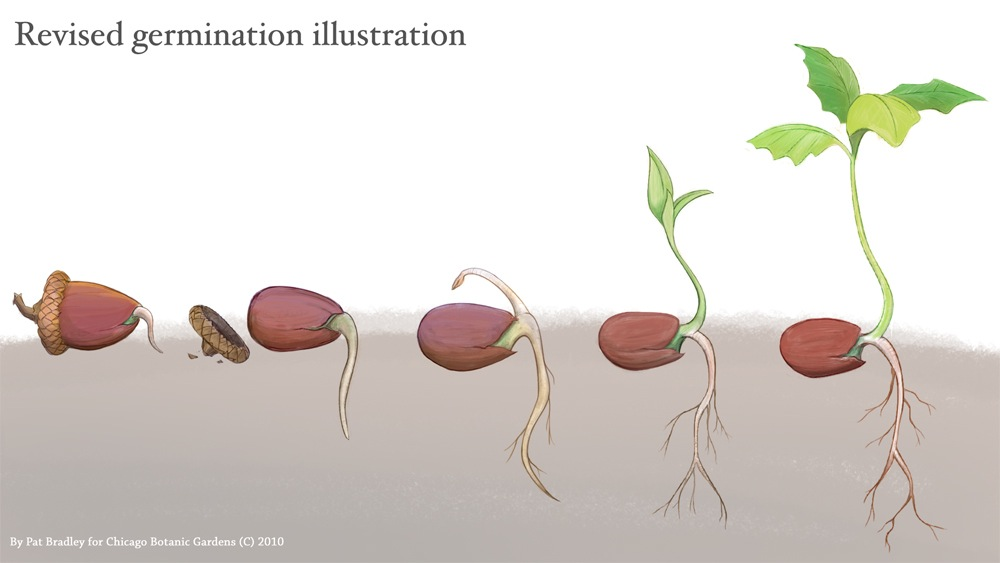 Revised germination illustration
By Pat Bradley for Chicago Botanic Gardens (C) 2010